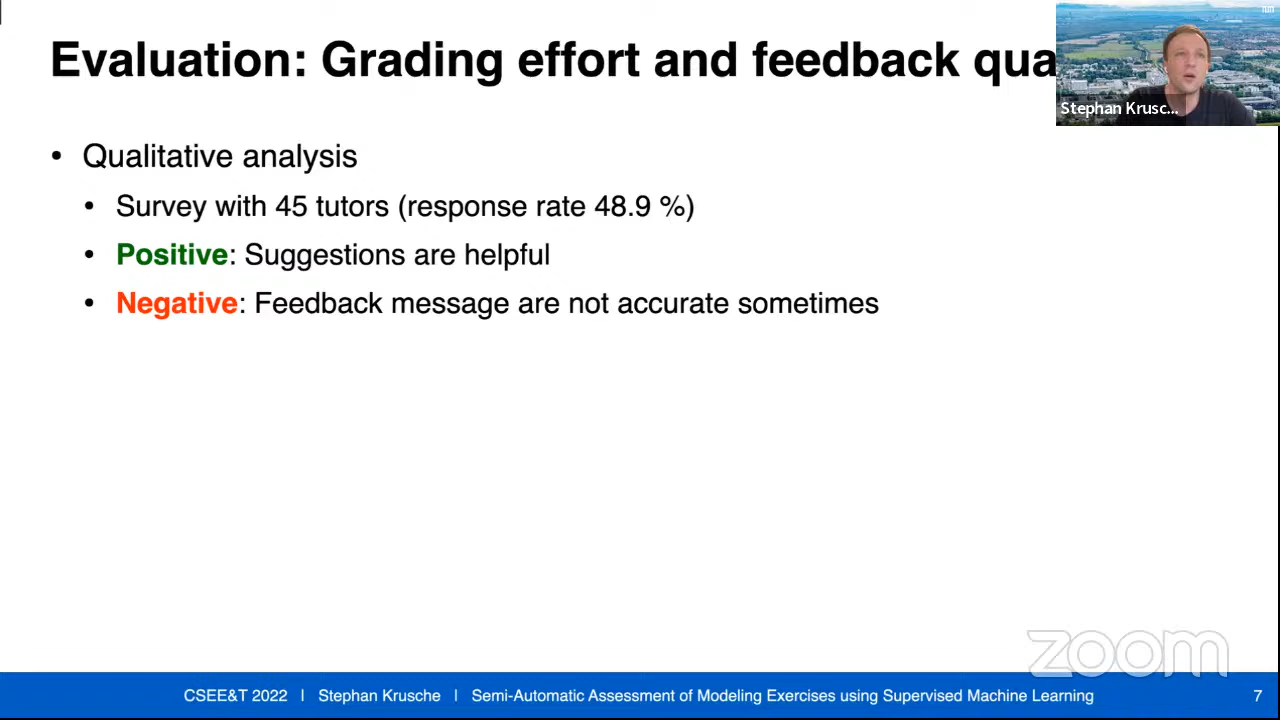 Evaluation: Grading effort and feedback qua
Stephan Krusc...
• Qualitative analysis
• Survey with 45 tutors (response rate 48.9 %)
• Positive: Suggestions are helpful
• Negative: Feedback message are not accurate sometimes
zoom
CSEE&T 2022 | Stephan Krusche | Semi-Automatic Assessment of Modeling Exercises using Supervised Machine Learning 7